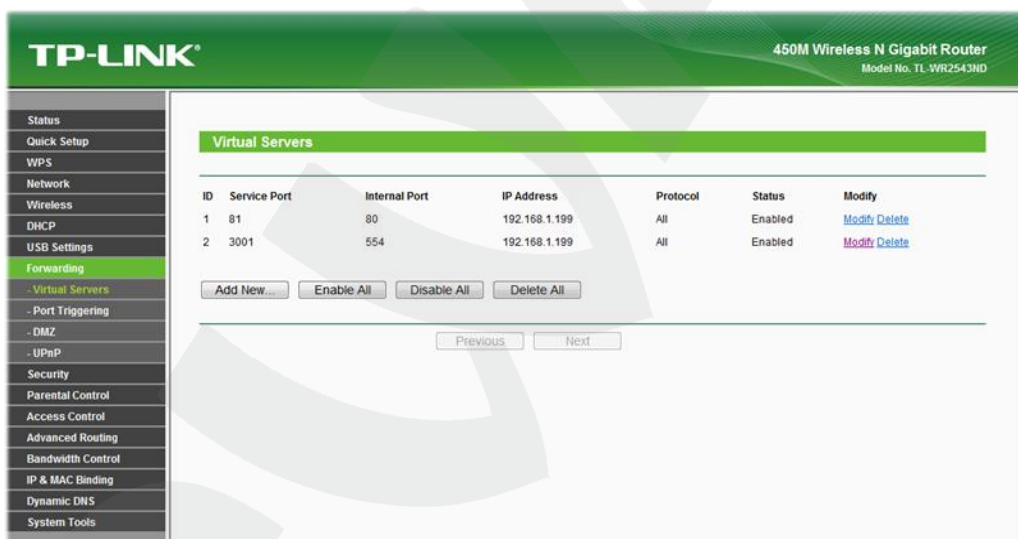 TP-LINK®
450M Wireless N Gigabit Router
Model No. TL-WR2543ND
Status
Quick Setup
WPS
Network
Wireless
DHCP
USB Settings
Forwarding
- Virtual Servers
- Port Triggering
- DMZ
- UPnP
Security
Parental Control
Access Control
Advanced Routing
Bandwidth Control
IP & MAC Binding
Dynamic DNS
System Tools
Virtual Servers
ID Service Port Internal Port IP Address Protocol Status Modify
1 81 80 192.168.1.199 All Enabled Modify Delete
2 3001 554 192.168.1.199 All Enabled Modify Delete
Add New... Enable All Disable All Delete All
Previous Next